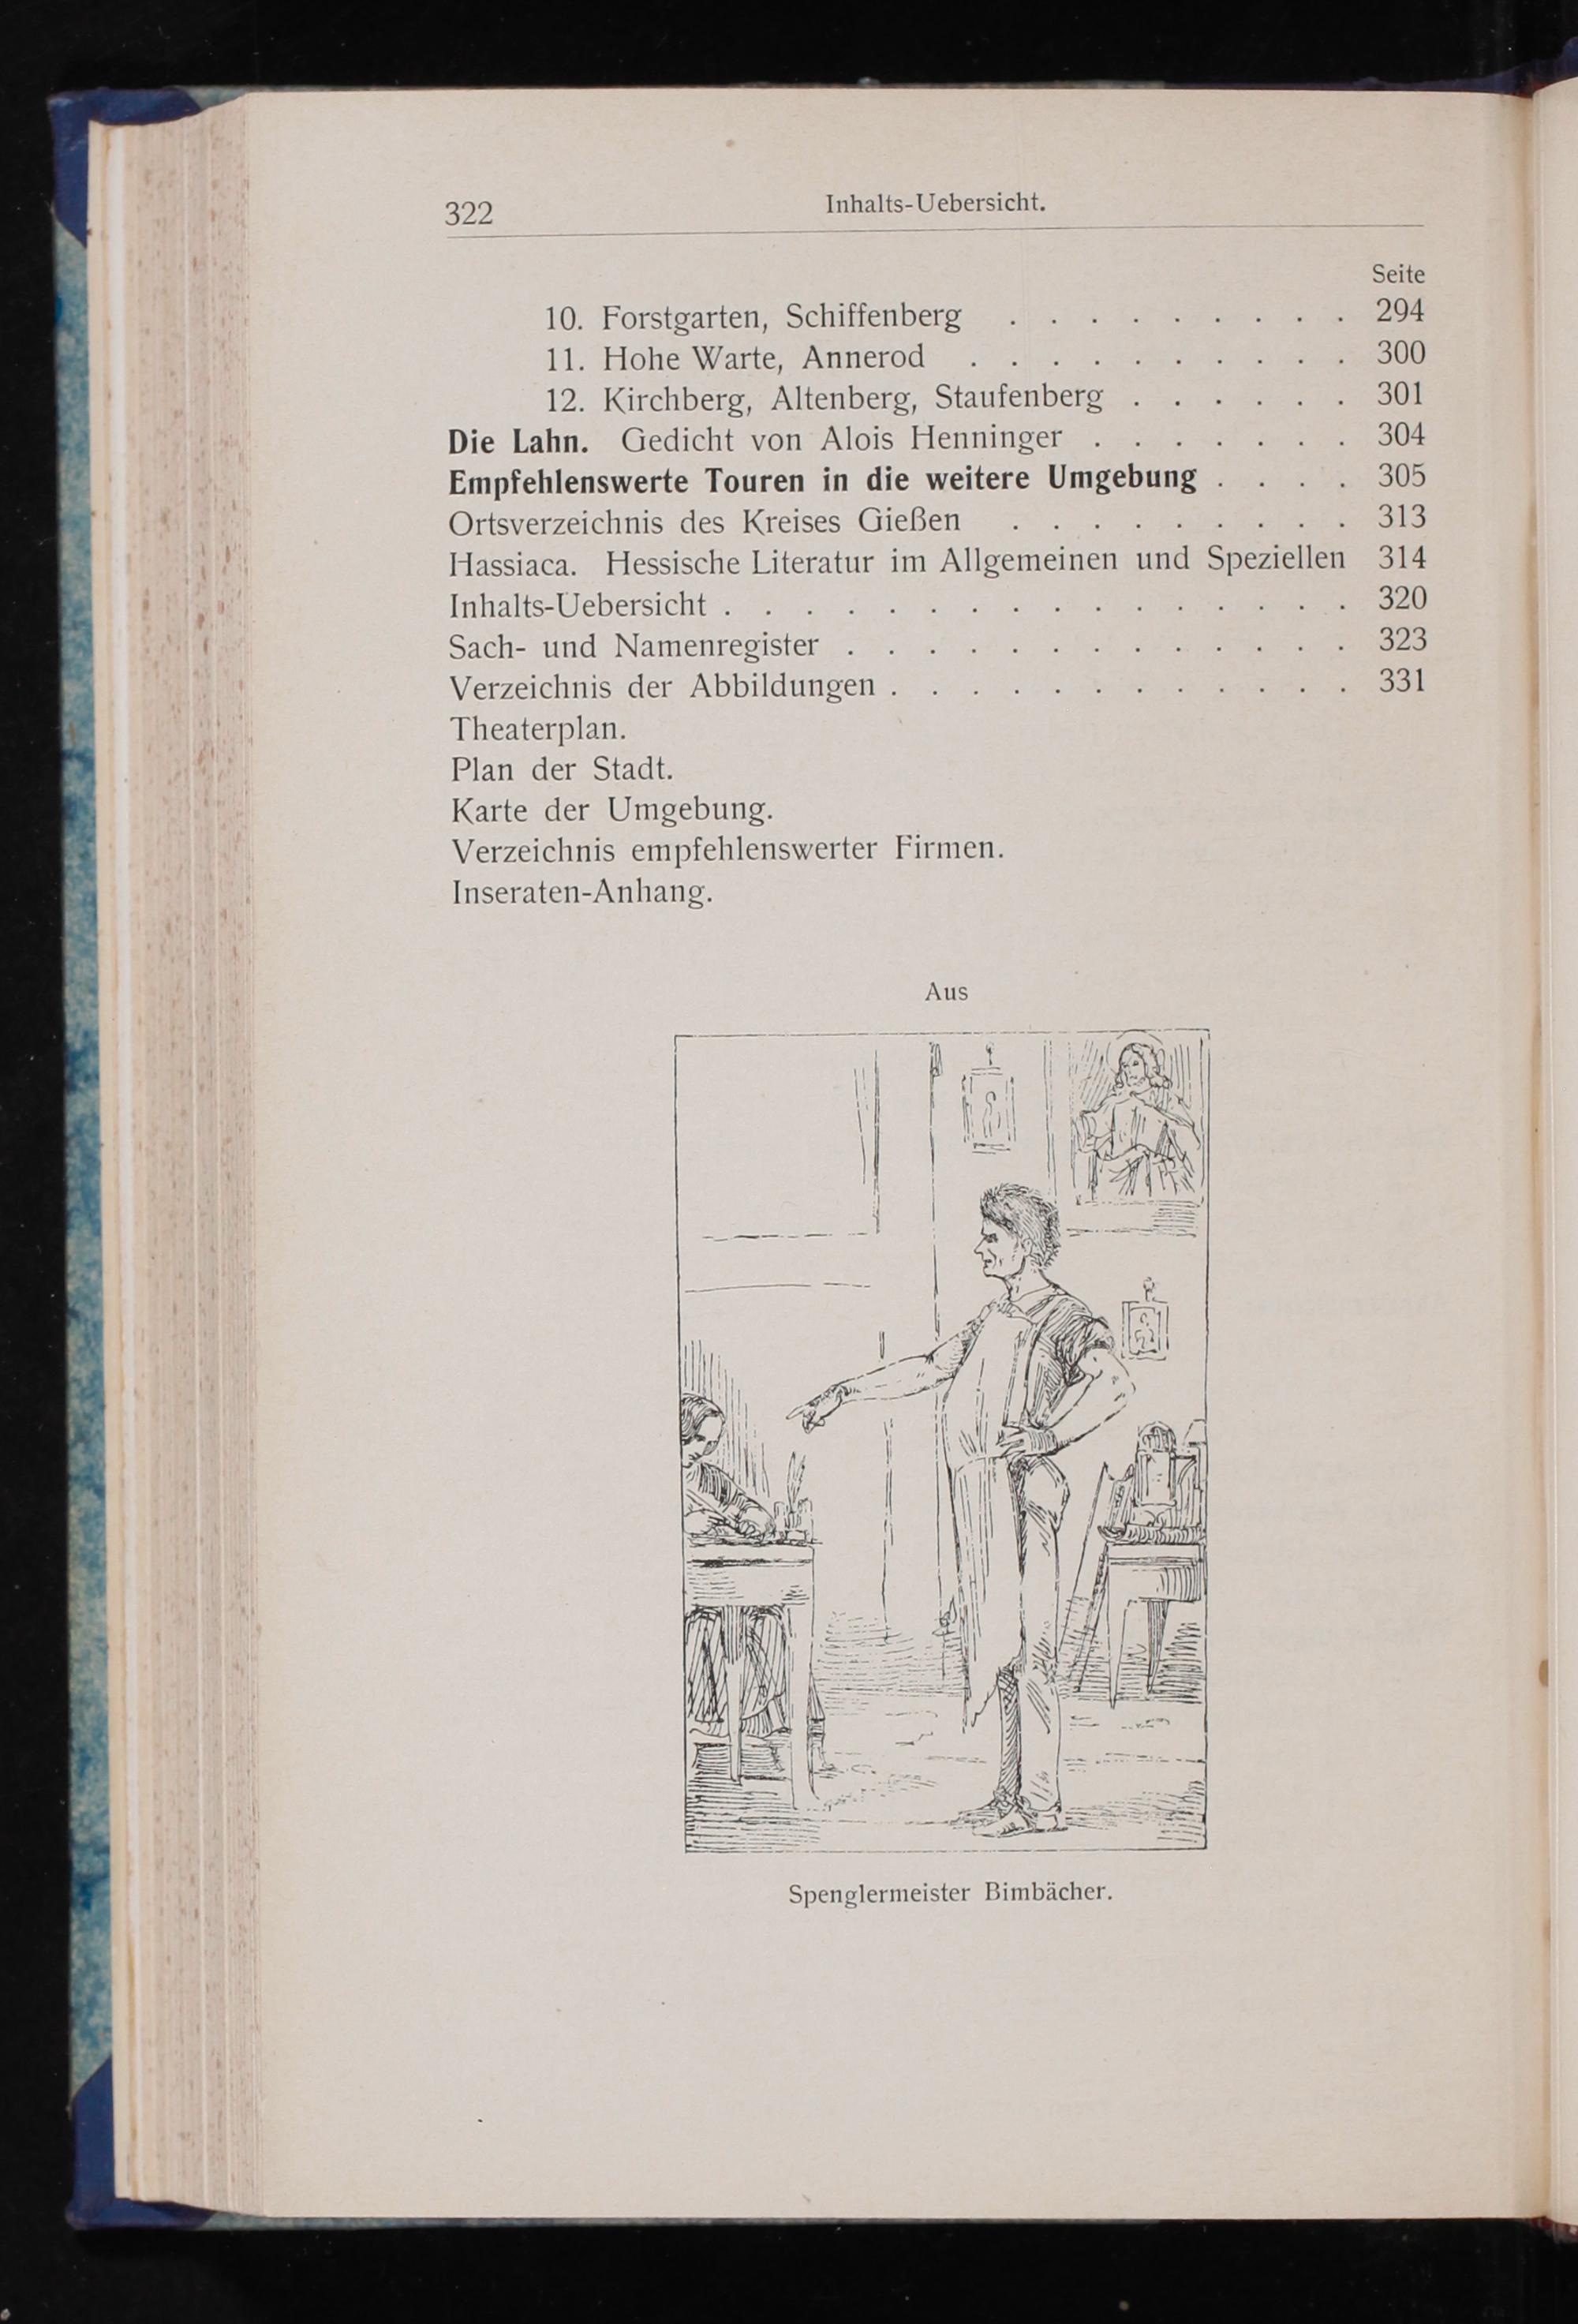 322 Inhalts-Uebersicht.
Seite
10. Forstgarten, Schiffenberg . . . . . . . . . 294
11. Hohe Warte, Annerod . . . . . . . . . . 300
12. Kirchberg, Altenberg, Staufenberg . . . . . . 301
Die Lahn. Gedicht von Alois Henninger . . . . . . . 304
Empfehlenswerte Touren in die weitere Umgebung . . . . 305
Ortsverzeichnis des Kreises Gießen . . . . . . . . . 313
Hassiaca. Hessische Literatur im Allgemeinen und Speziellen 314
Inhalts-Uebersicht . . . . . . . . . . . . . . . . 320
Sach- und Namenregister . . . . . . . . . . . . . 323
Verzeichnis der Abbildungen . . . . . . . . . . . . 331
Theaterplan.
Plan der Stadt.
Karte der Umgebung.
Verzeichnis empfehlenswerter Firmen.
Inseraten-Anhang.
Aus
Spenglermeister Bimbächer.